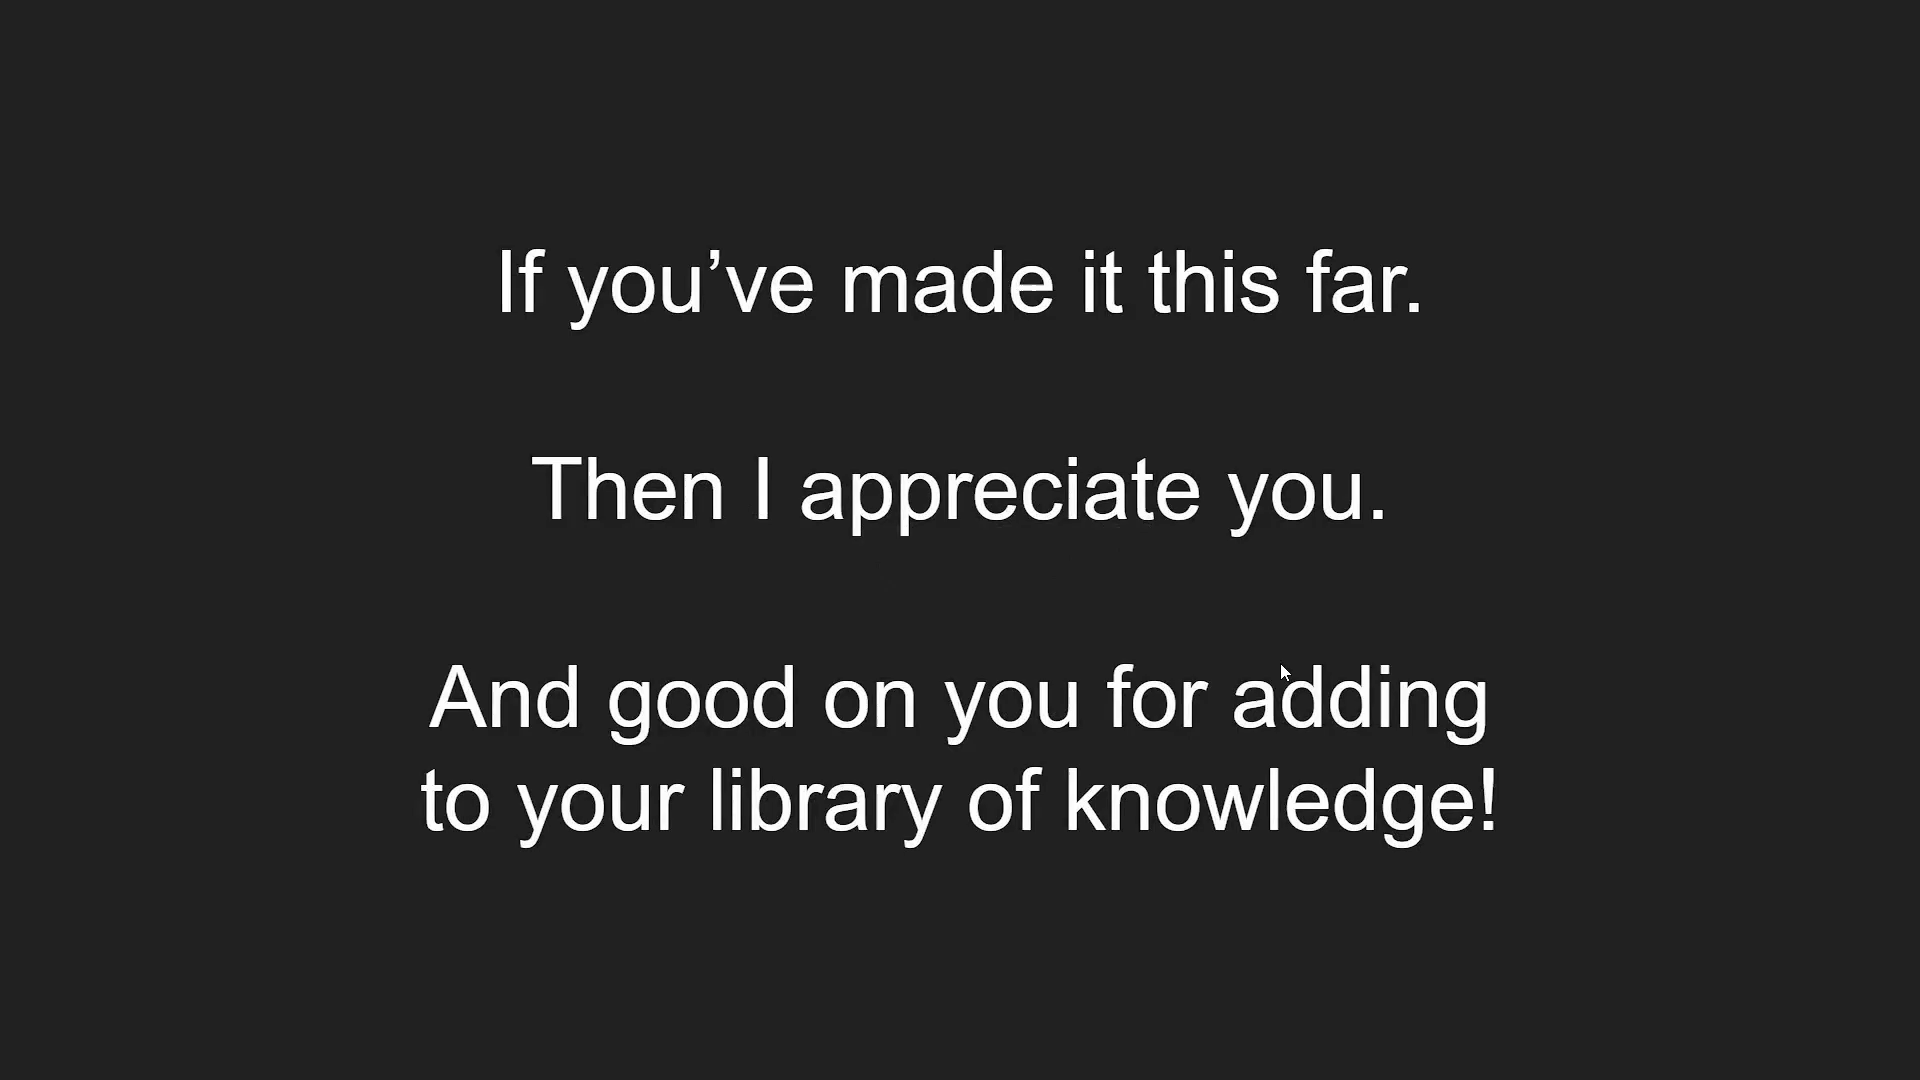 If you’ve made it this far.
Then I appreciate you.
And good on you for adding
to your library of knowledge!